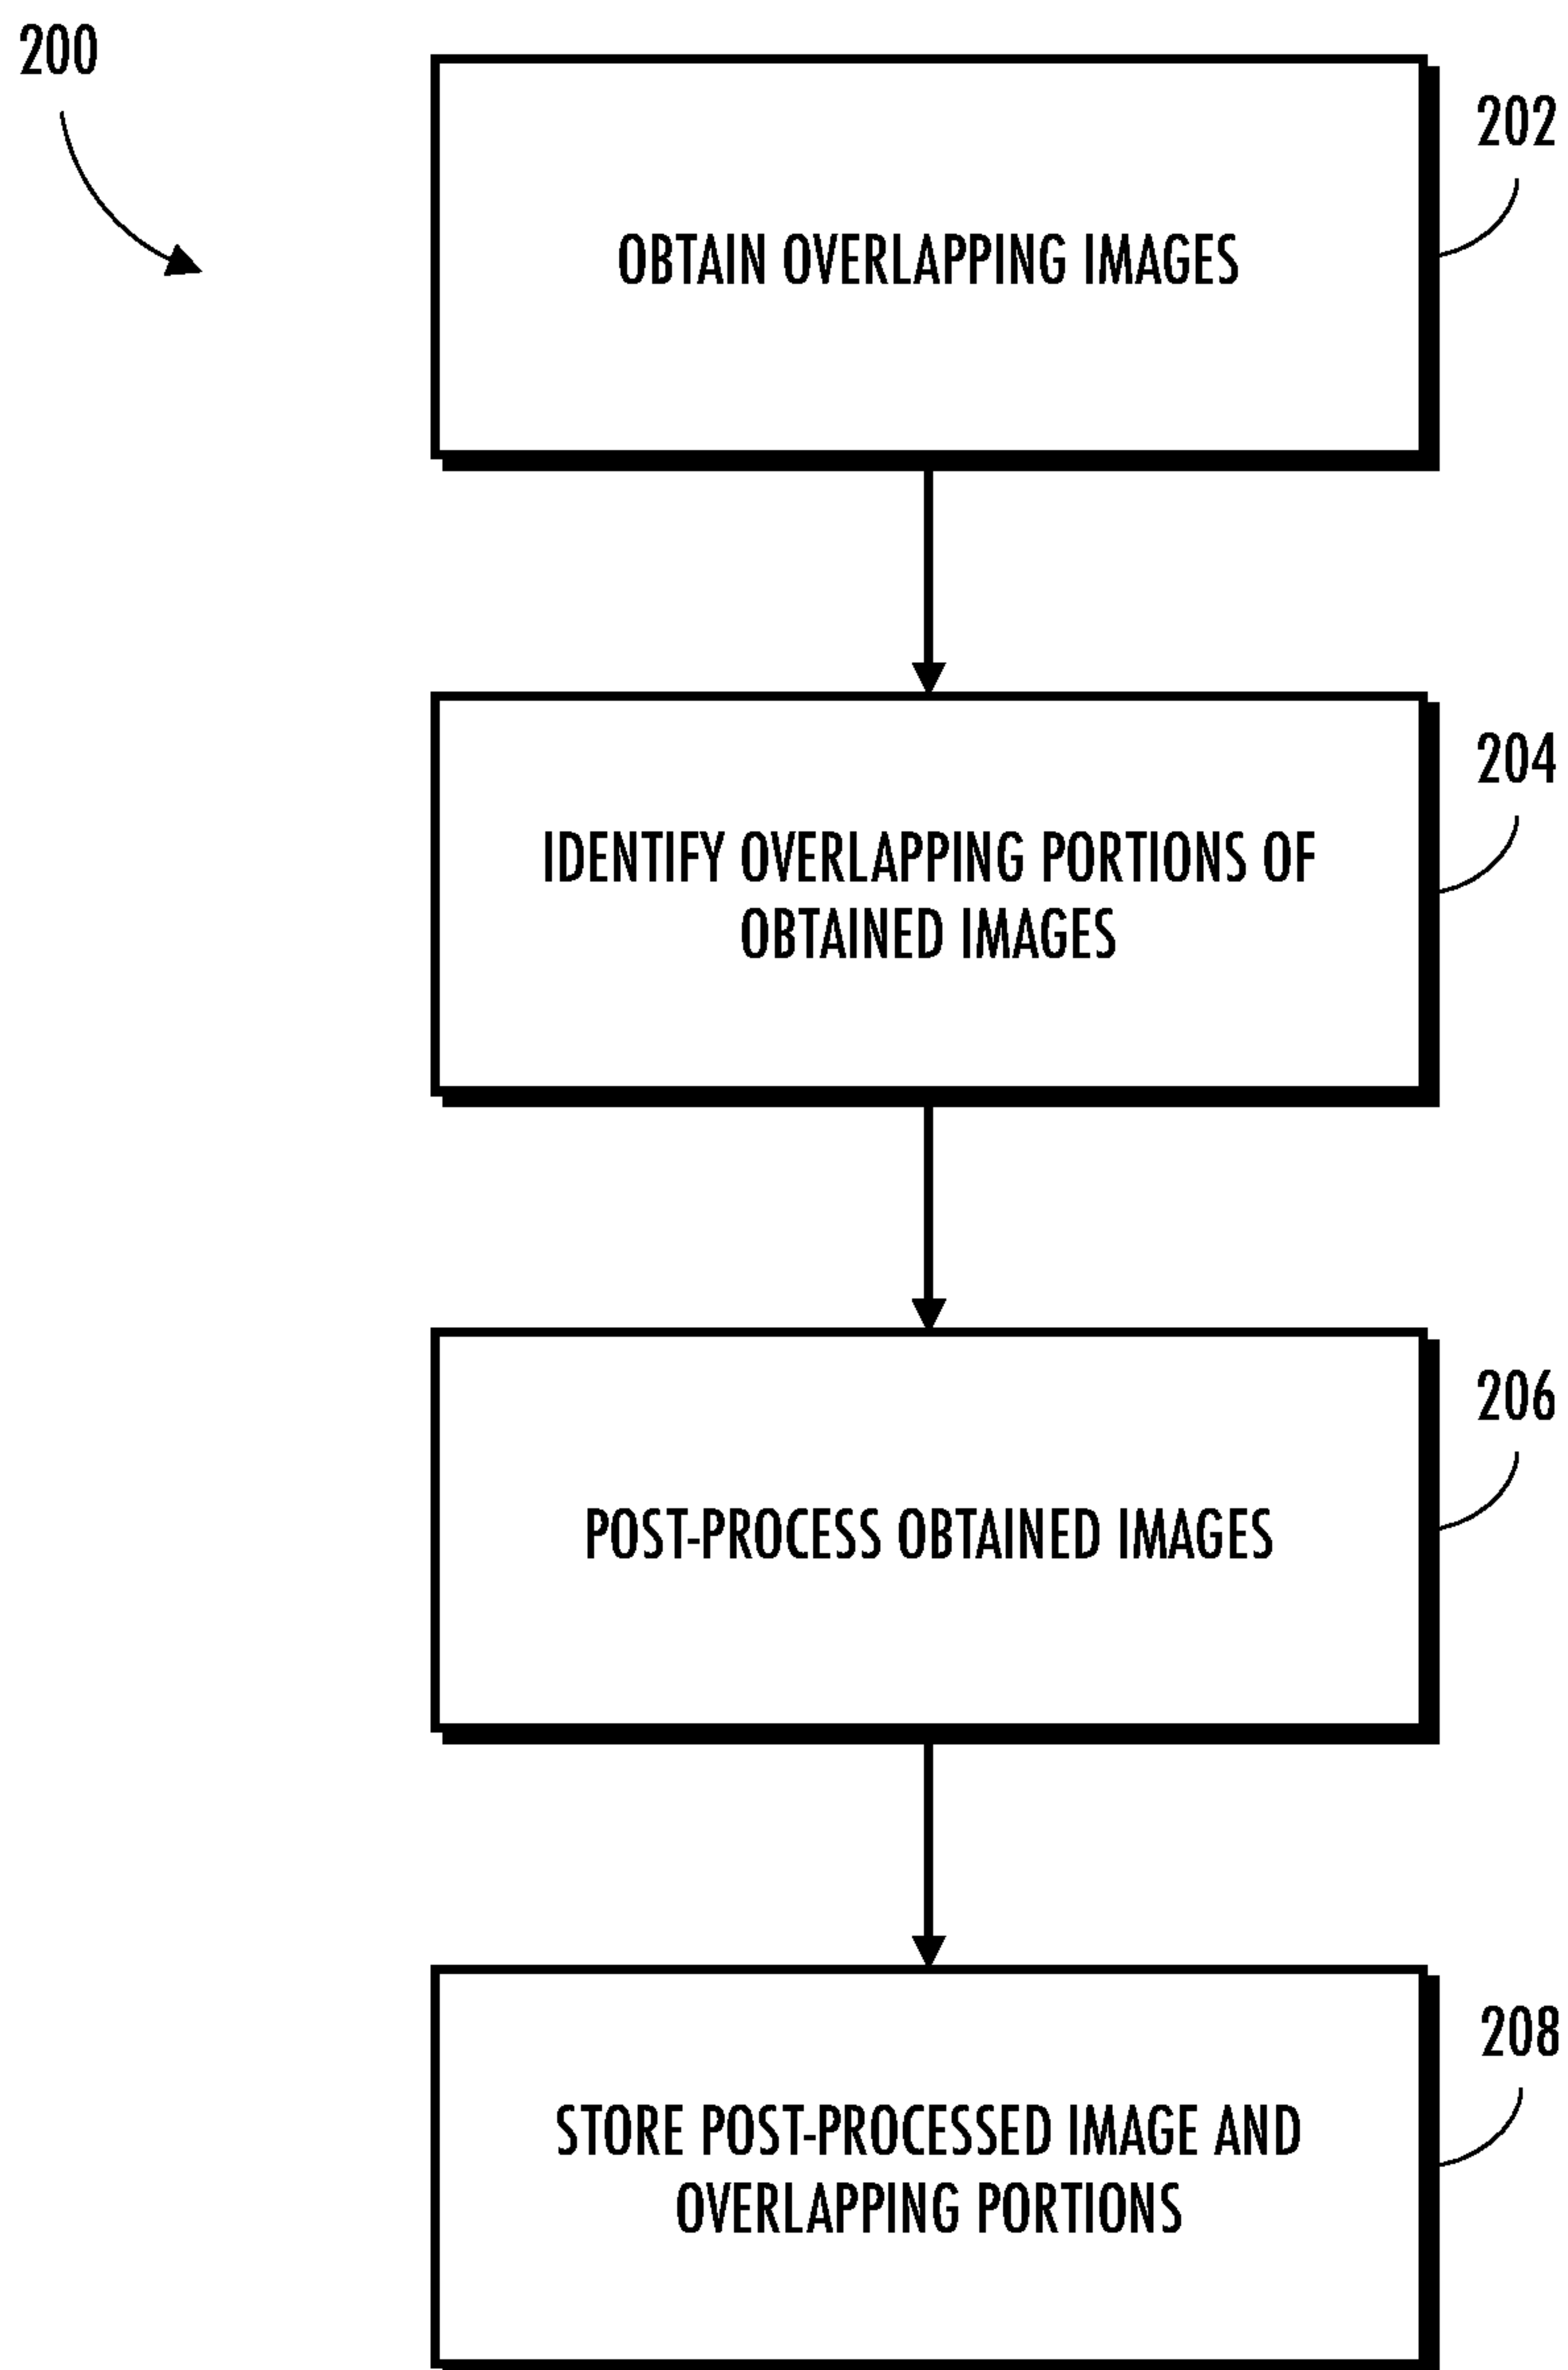 200
202
OBTAIN OVERLAPPING IMAGES
204
IDENTIFY OVERLAPPING PORTIONS OF
OBTAINED IMAGES
206
POST-PROCESS OBTAINED IMAGES
208
STORE POST-PROCESSED IMAGE AND
OVERLAPPING PORTIONS